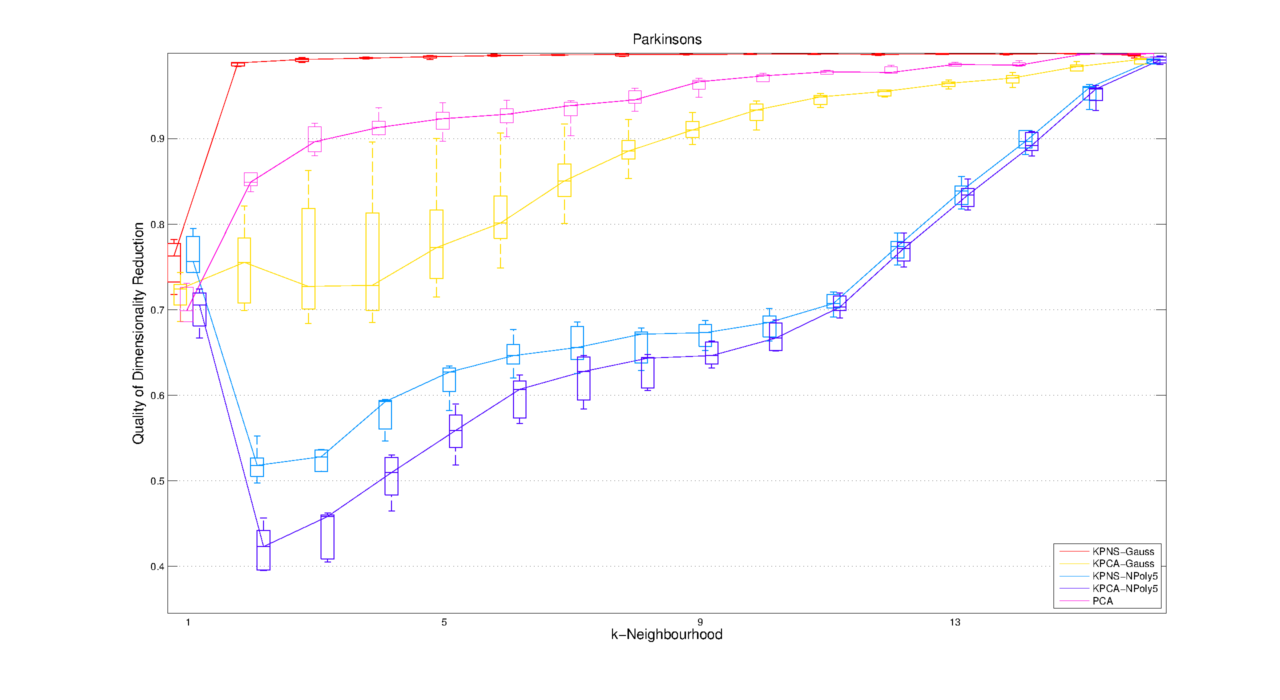 Parkinsons
Quality of Dimensionality Reduction
0.9
0.8
0.7
0.6
0.5
0.4
1 5 9 13
k−Neighbourhood
KPNS−Gauss
KPCA−Gauss
KPNS−NPoly5
KPCA−NPoly5
PCA